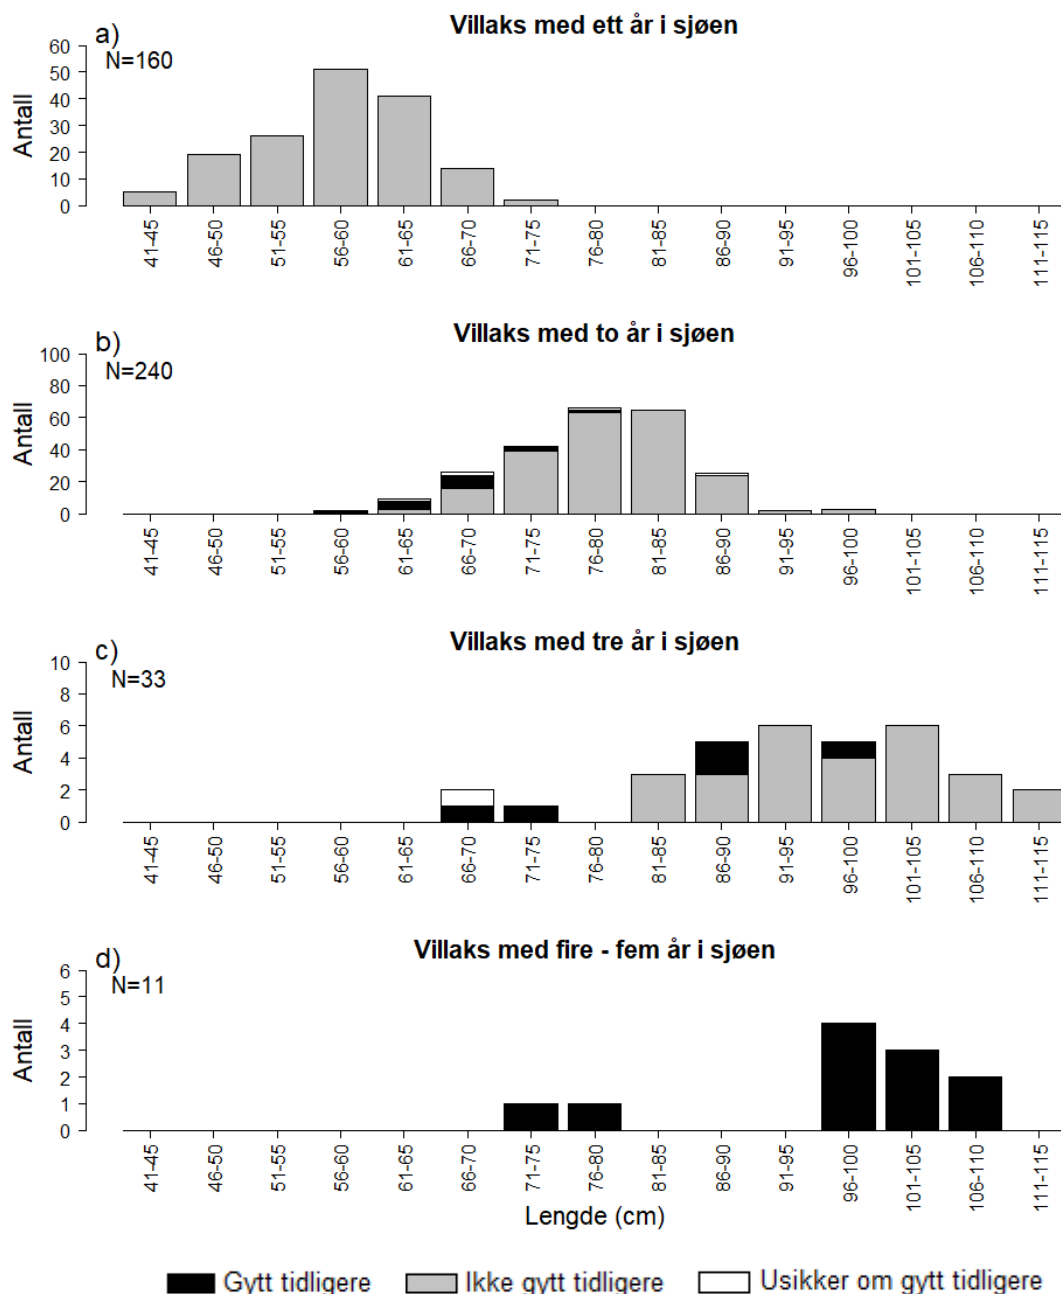 Villaks med ett år i sjøen
a)
N=160
Antall
60
50
40
30
20
10
0
41-45 46-50 51-55 56-60 61-65 66-70 71-75 76-80 81-85 86-90 91-95 96-100 101-105 106-110 111-115
Villaks med to år i sjøen
b)
N=240
Antall
100
80
60
40
20
0
41-45 46-50 51-55 56-60 61-65 66-70 71-75 76-80 81-85 86-90 91-95 96-100 101-105 106-110 111-115
Villaks med tre år i sjøen
c)
N=33
Antall
10
8
6
4
2
0
41-45 46-50 51-55 56-60 61-65 66-70 71-75 76-80 81-85 86-90 91-95 96-100 101-105 106-110 111-115
Villaks med fire - fem år i sjøen
d)
N=11
Antall
6
5
4
3
2
1
0
41-45 46-50 51-55 56-60 61-65 66-70 71-75 76-80 81-85 86-90 91-95 96-100 101-105 106-110 111-115
Lengde (cm)
Gytt tidligere Ikke gytt tidligere Usikker om gytt tidligere